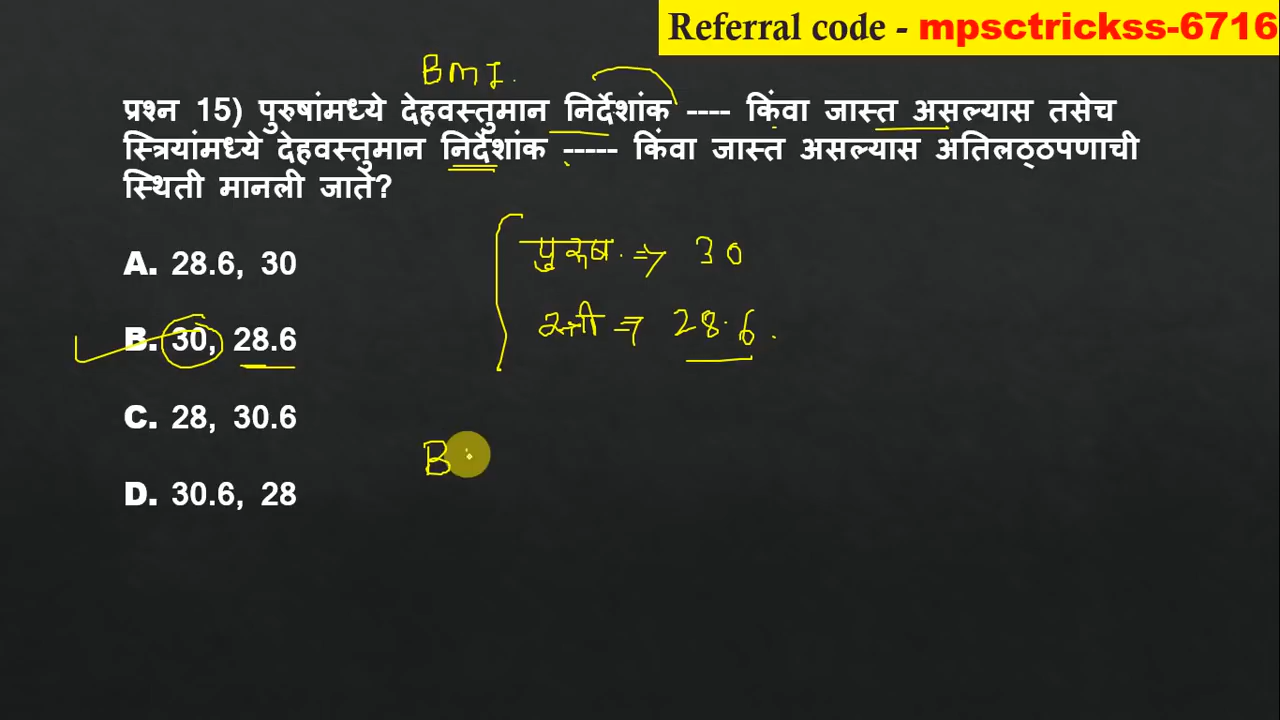 Referral code - mpsctrickss-6716
BMI.
प्रश्न 15) पुरुषांमध्ये देहवस्तुमान निर्देशांक ---- किंवा जास्त असल्यास तसेच
स्त्रियांमध्ये देहवस्तुमान निर्देशांक ----- किंवा जास्त असल्यास अतिलठ्ठपणाची
स्थिती मानली जाते?
A. 28.6, 30
पुरुष. => 30
B. 30, 28.6
स्त्री => 28.6.
C. 28, 30.6
B
D. 30.6, 28